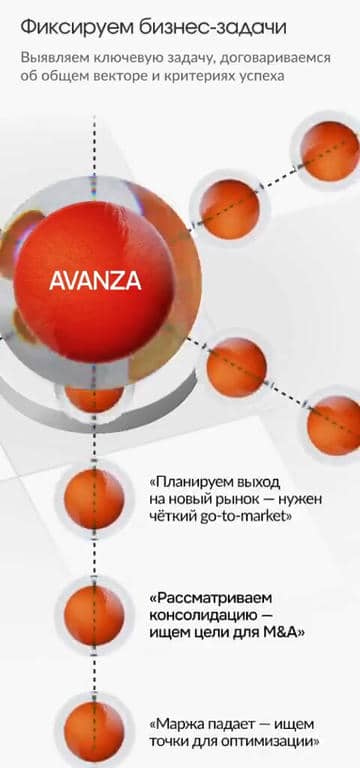 Фиксируем бизнес-задачи
Выявляем ключевую задачу, договариваемся
об общем векторе и критериях успеха
AVANZA
«Планируем выход
на новый рынок — нужен
чёткий go-to-market»
«Рассматриваем
консолидацию —
ищем цели для M&A»
«Маржа падает — ищем
точки для оптимизации»